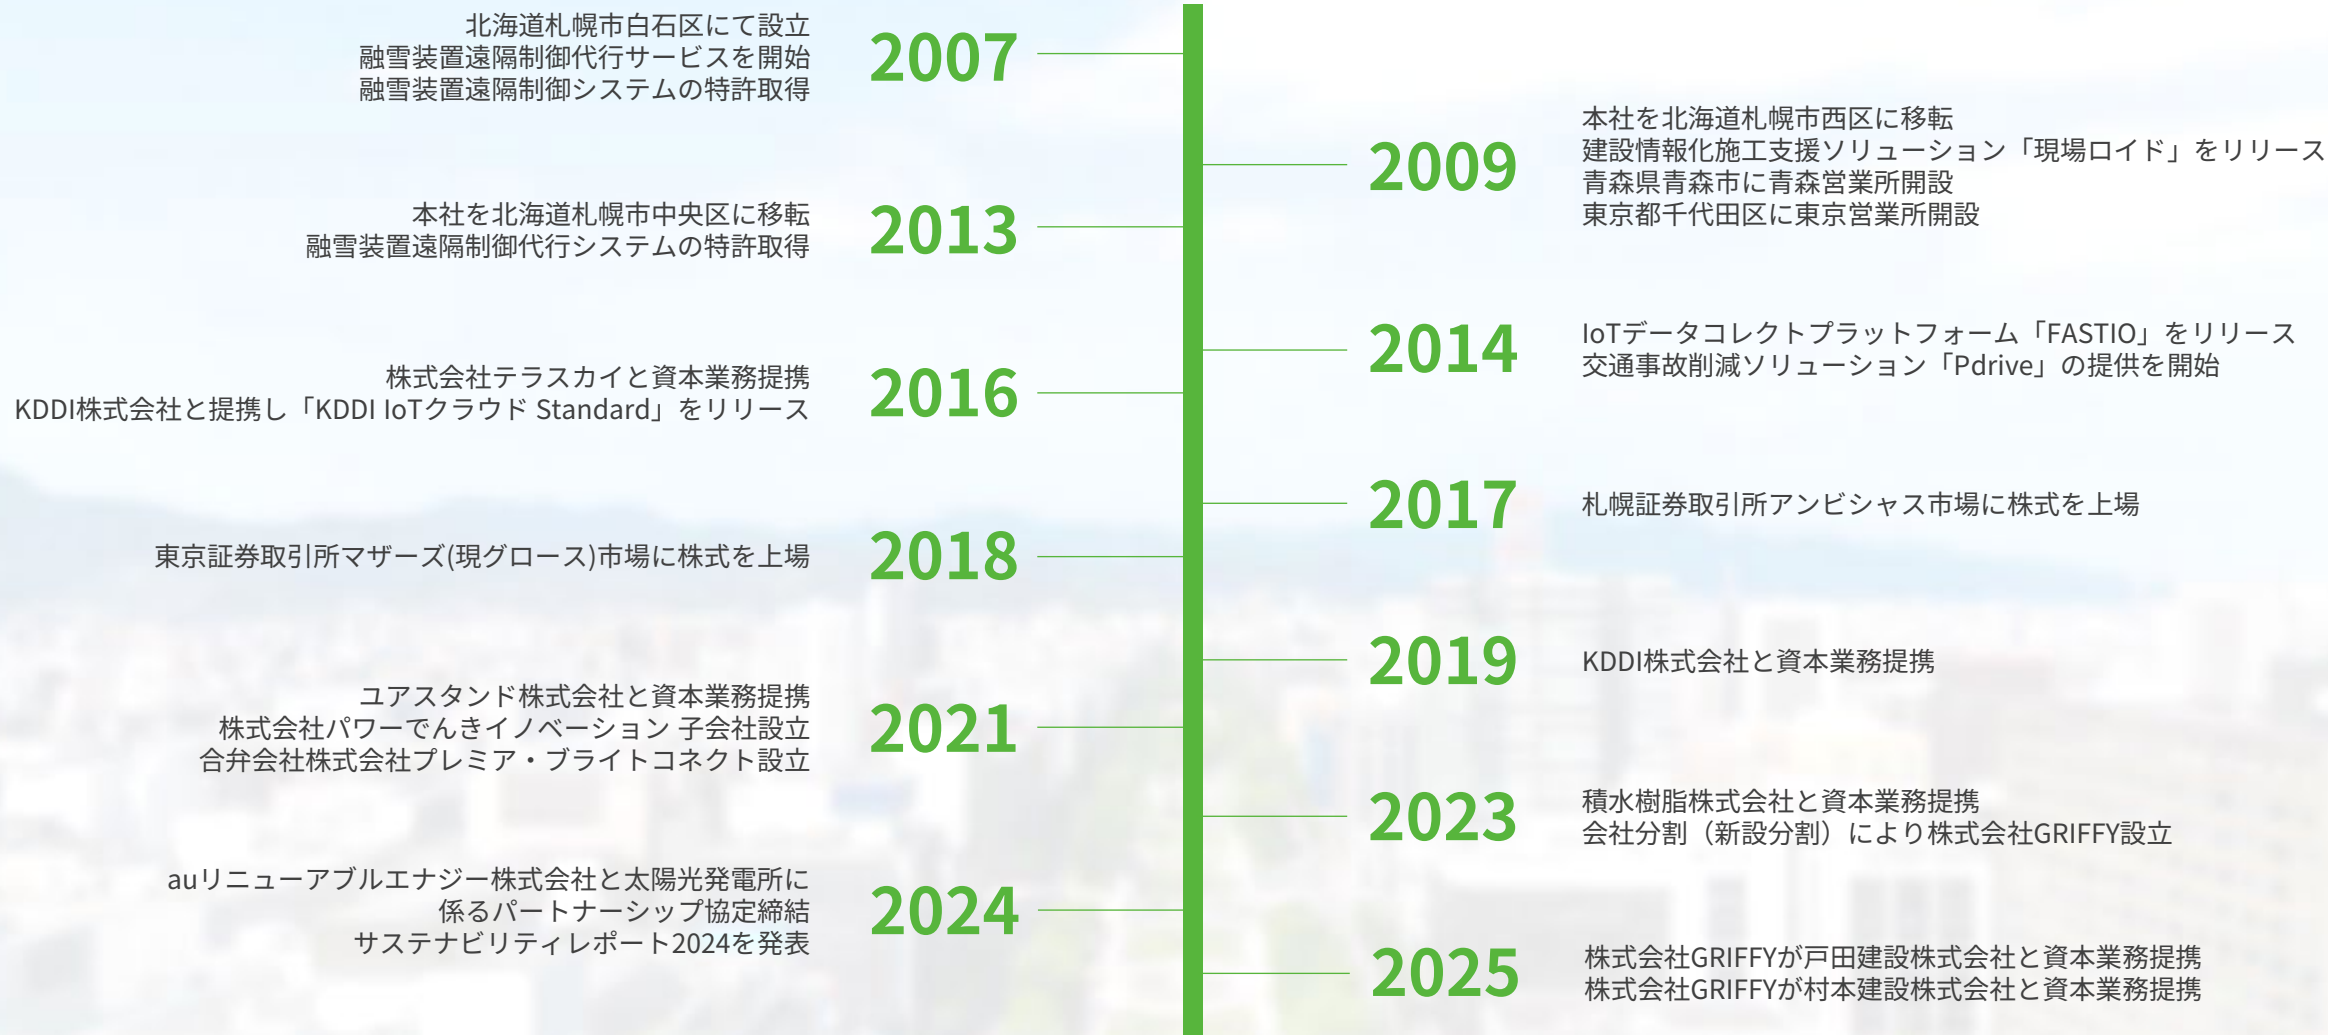 2007
北海道札幌市白石区にて設立
融雪装置遠隔制御代行サービスを開始
融雪装置遠隔制御システムの特許取得
2009
本社を北海道札幌市西区に移転
建設情報化施工支援ソリューション「現場ロイド」をリリース
青森県青森市に青森営業所開設
東京都千代田区に東京営業所開設
2013
本社を北海道札幌市中央区に移転
融雪装置遠隔制御代行システムの特許取得
2014
IoTデータコレクトプラットフォーム「FASTIO」をリリース
交通事故削減ソリューション「Pdrive」の提供を開始
2016
株式会社テラスカイと資本業務提携
KDDI株式会社と提携し「KDDI IoTクラウド Standard」をリリース
2017
札幌証券取引所アンビシャス市場に株式を上場
2018
東京証券取引所マザーズ(現グロース)市場に株式を上場
2019
KDDI株式会社と資本業務提携
2021
ユアスタンド株式会社と資本業務提携
株式会社パワーでんきイノベーション 子会社設立
合弁会社株式会社プレミア・ブライトコネクト設立
2023
積水樹脂株式会社と資本業務提携
会社分割（新設分割）により株式会社GRIFFY設立
2024
auリニューアブルエナジー株式会社と太陽光発電所に
係るパートナーシップ協定締結
サステナビリティレポート2024を発表
2025
株式会社GRIFFYが戸田建設株式会社と資本業務提携
株式会社GRIFFYが村本建設株式会社と資本業務提携